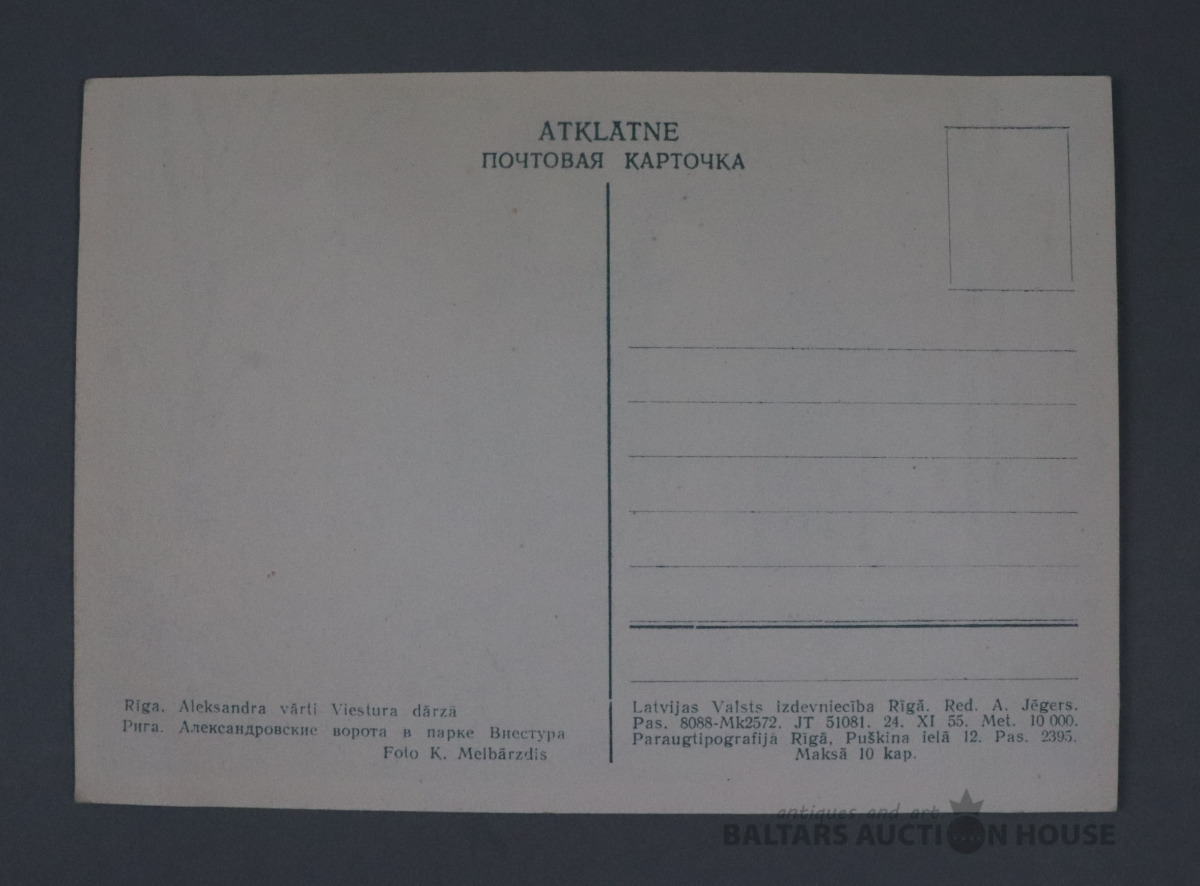 ATKLĀTNE
ПОЧТОВАЯ КАРТОЧКА
Rīga. Aleksandra vārti Viestura dārzā
Рига. Александровские ворота в парке Виестура
Foto K. Melbārzdis
Latvijas Valsts izdevniecība Rīgā. Red. A. Jēgers.
Pas. 8088-Mk2572. JT 51081. 24. XI 55. Met. 10 000.
Paraugtipografijā Rīgā, Puškina ielā 12. Pas. 2395.
Maksā 10 kap.
antiques and art
BALTARS AUCTION HOUSE